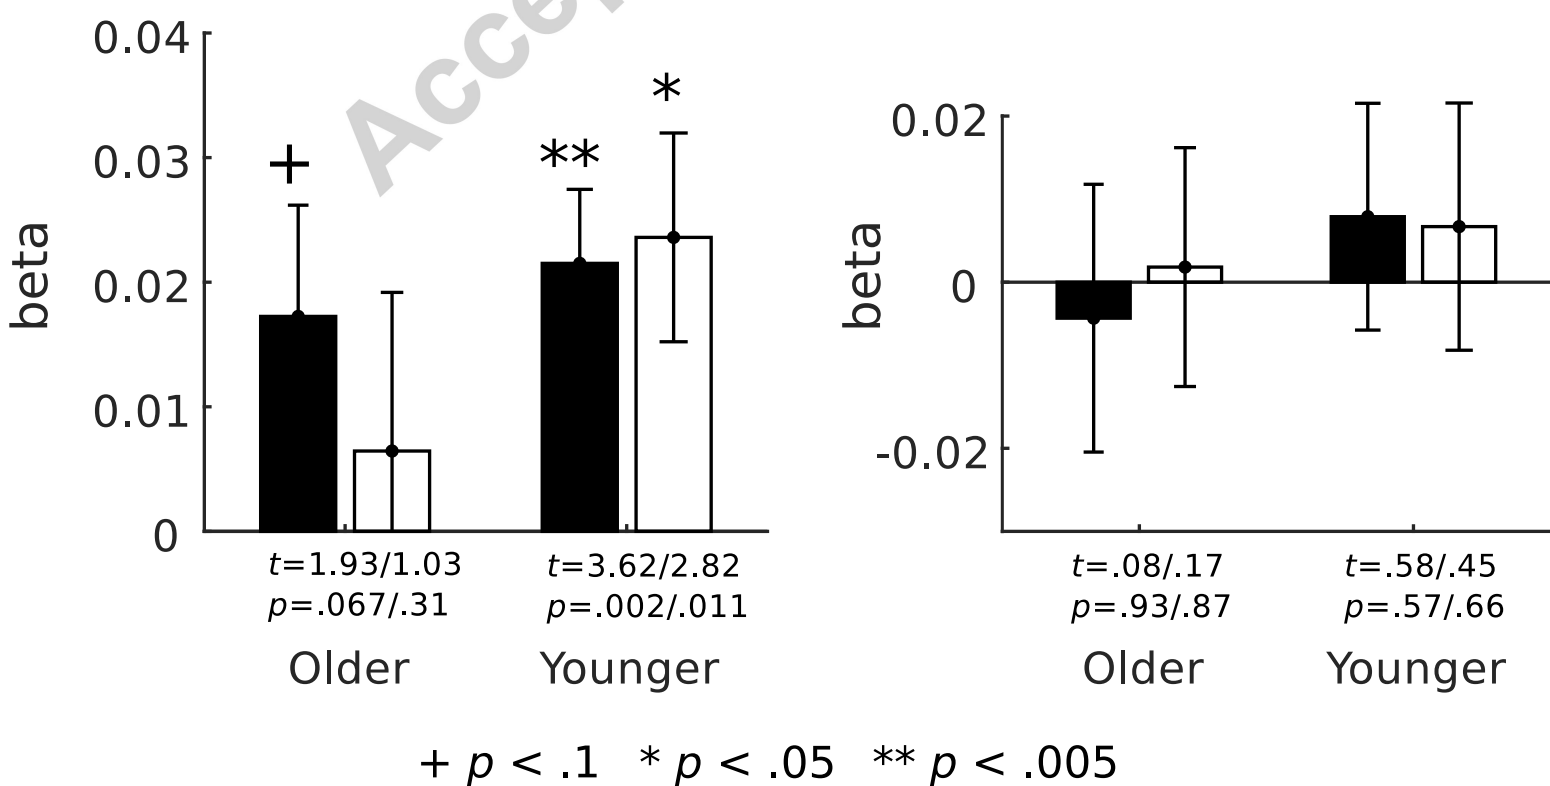 Accep
0.04
0.03
0.02
0.01
0
beta
+
**
*
t=1.93/1.03
p=.067/.31
t=3.62/2.82
p=.002/.011
Older
Younger
0.02
0
-0.02
beta
t=.08/.17
p=.93/.87
t=.58/.45
p=.57/.66
Older
Younger
+ p < .1 * p < .05 ** p < .005